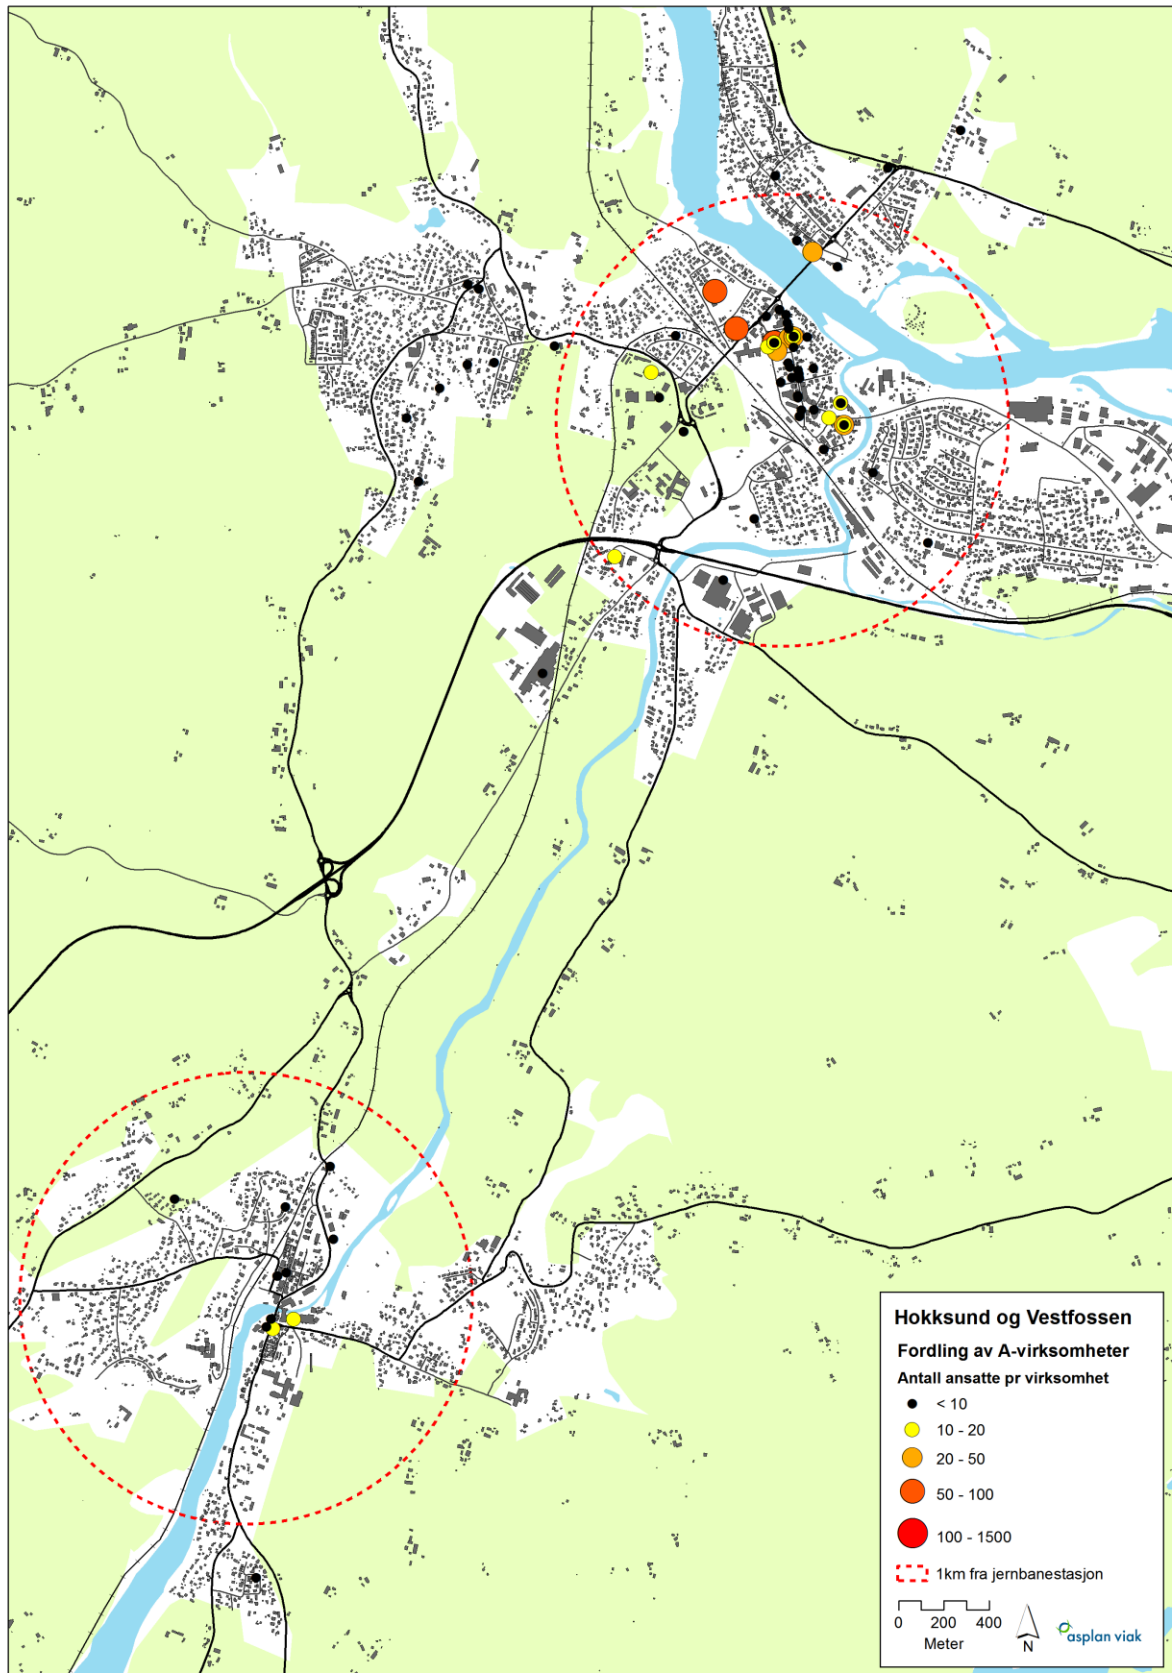 Hokksund og Vestfossen
Fordling av A-virksomheter
Antall ansatte pr virksomhet
< 10
10 - 20
20 - 50
50 - 100
100 - 1500
1km fra jernbanestasjon
0 200 400
Meter
N
asplan viak